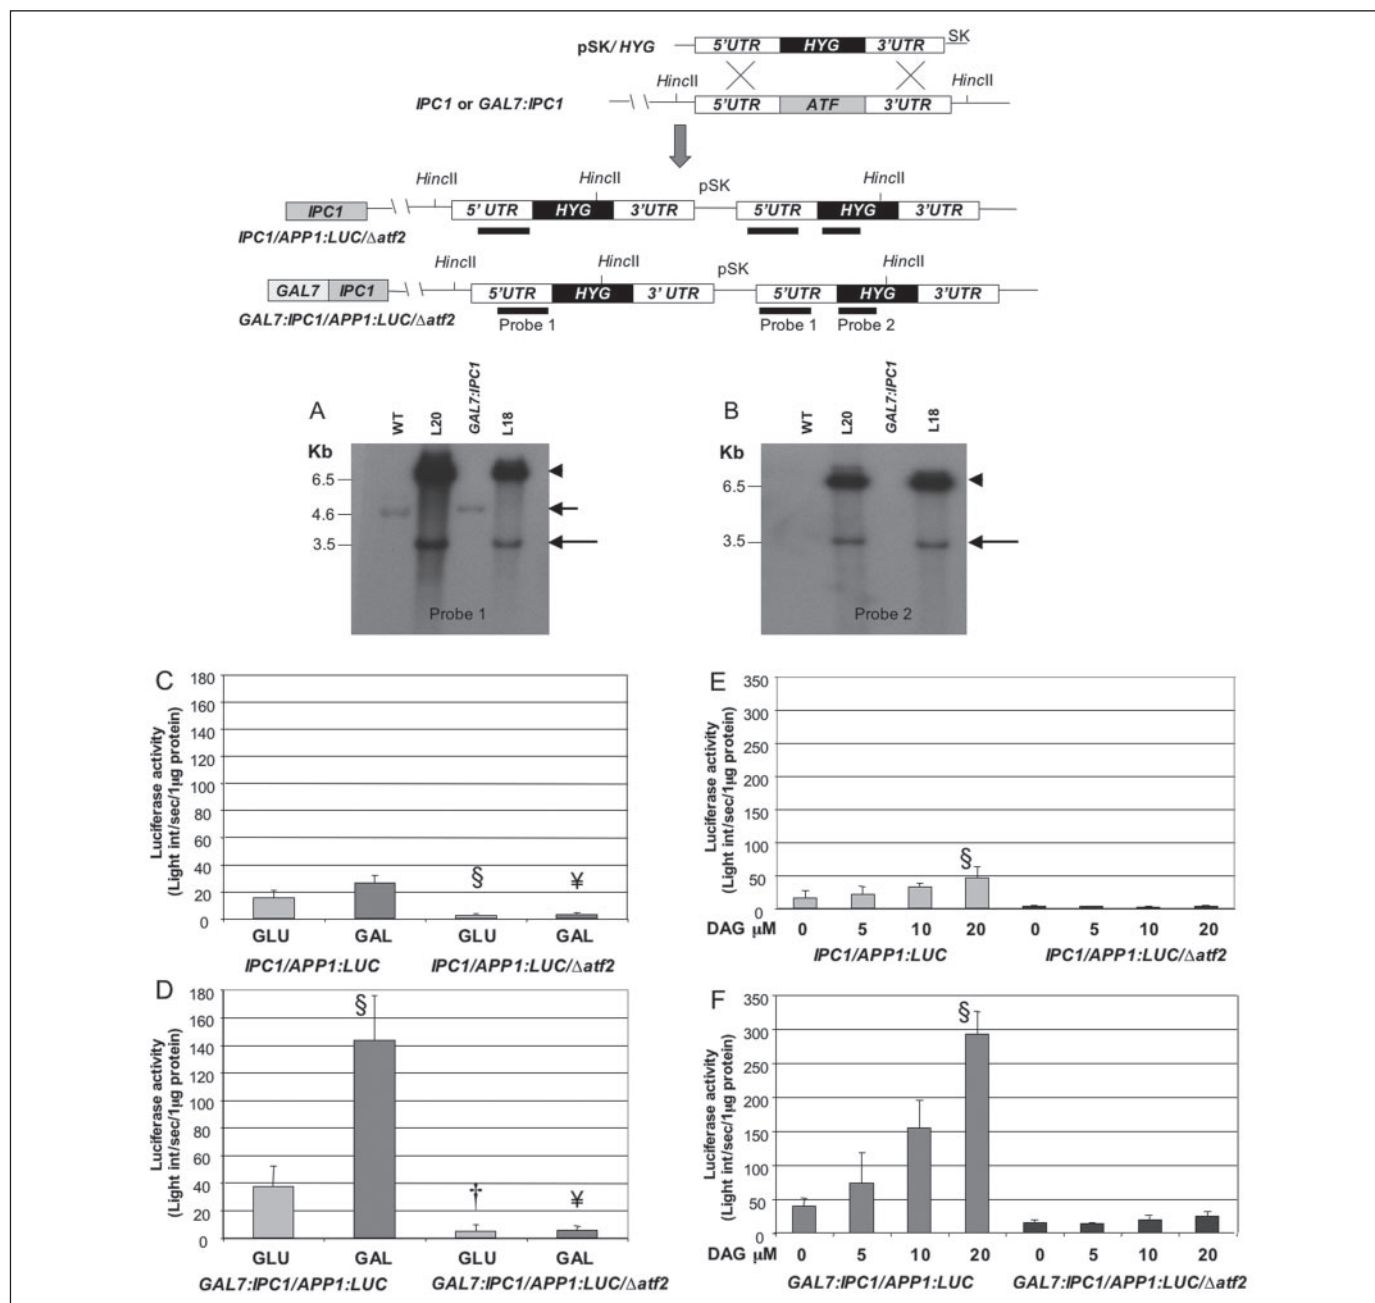 pSK/HYG 5'UTR HYG 3'UTR SK
HincII HincII
IPC1 or GAL7:IPC1 5'UTR ATF 3'UTR
HincII HincII pSK HincII
IPC1 5' UTR HYG 3'UTR 5'UTR HYG 3'UTR
IPC1/APP1:LUC/Δatf2
HincII HincII pSK HincII
GAL7 IPC1 5'UTR HYG 3' UTR 5'UTR HYG 3'UTR
GAL7:IPC1/APP1:LUC/Δatf2
Probe 1 Probe 1 Probe 2
A
WT L20 GAL7:IPC1 L18
Kb
6.5
4.6
3.5
Probe 1
B
WT L20 GAL7:IPC1 L18
Kb
6.5
3.5
Probe 2
C
Luciferase activity
(Light int/sec/1µg protein)
180
160
140
120
100
80
60
40
20
0
§ ¥
GLU GAL GLU GAL
IPC1/APP1:LUC IPC1/APP1:LUC/Δatf2
E
Luciferase activity
(Light int/sec/1µg protein)
350
300
250
200
150
100
50
0
§
DAG µM 0 5 10 20 0 5 10 20
IPC1/APP1:LUC IPC1/APP1:LUC/Δatf2
D
Luciferase activity
(Light int/sec/1µg protein)
180
160
140
120
100
80
60
40
20
0
§ † ¥
GLU GAL GLU GAL
GAL7:IPC1/APP1:LUC GAL7:IPC1/APP1:LUC/Δatf2
F
Luciferase activity
(Light int/sec/1µg protein)
350
300
250
200
150
100
50
0
§
DAG µM 0 5 10 20 0 5 10 20
GAL7:IPC1/APP1:LUC GAL7:IPC1/APP1:LUC/Δatf2